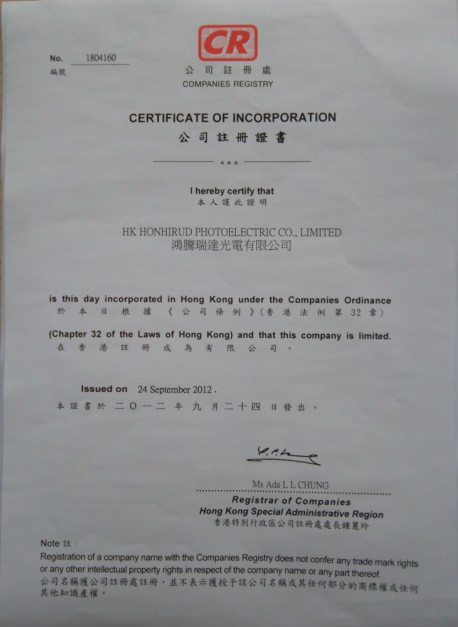 CR
No. 1804160
編號
公司註冊處
COMPANIES REGISTRY
CERTIFICATE OF INCORPORATION
公司註冊證書
***
I hereby certify that
本人謹此證明
HK HONHIRUD PHOTOELECTRIC CO., LIMITED
鴻騰瑞達光電有限公司
is this day incorporated in Hong Kong under the Companies Ordinance
於本日根據《公司條例》(香港法例第32章)
(Chapter 32 of the Laws of Hong Kong) and that this company is limited.
在香港註冊成為有限公司。
Issued on 24 September 2012.
本證書於二〇一二年九月二十四日發出。
Ms Ada L L CHUNG
Registrar of Companies
Hong Kong Special Administrative Region
香港特別行政區公司註冊處處長鍾麗玲
Note 註:
Registration of a company name with the Companies Registry does not confer any trade mark rights
or any other intellectual property rights in respect of the company name or any part thereof.
公司名稱獲公司註冊處註冊，並不表示獲授予該公司名稱或其任何部分的商標權或任何
其他知識產權。